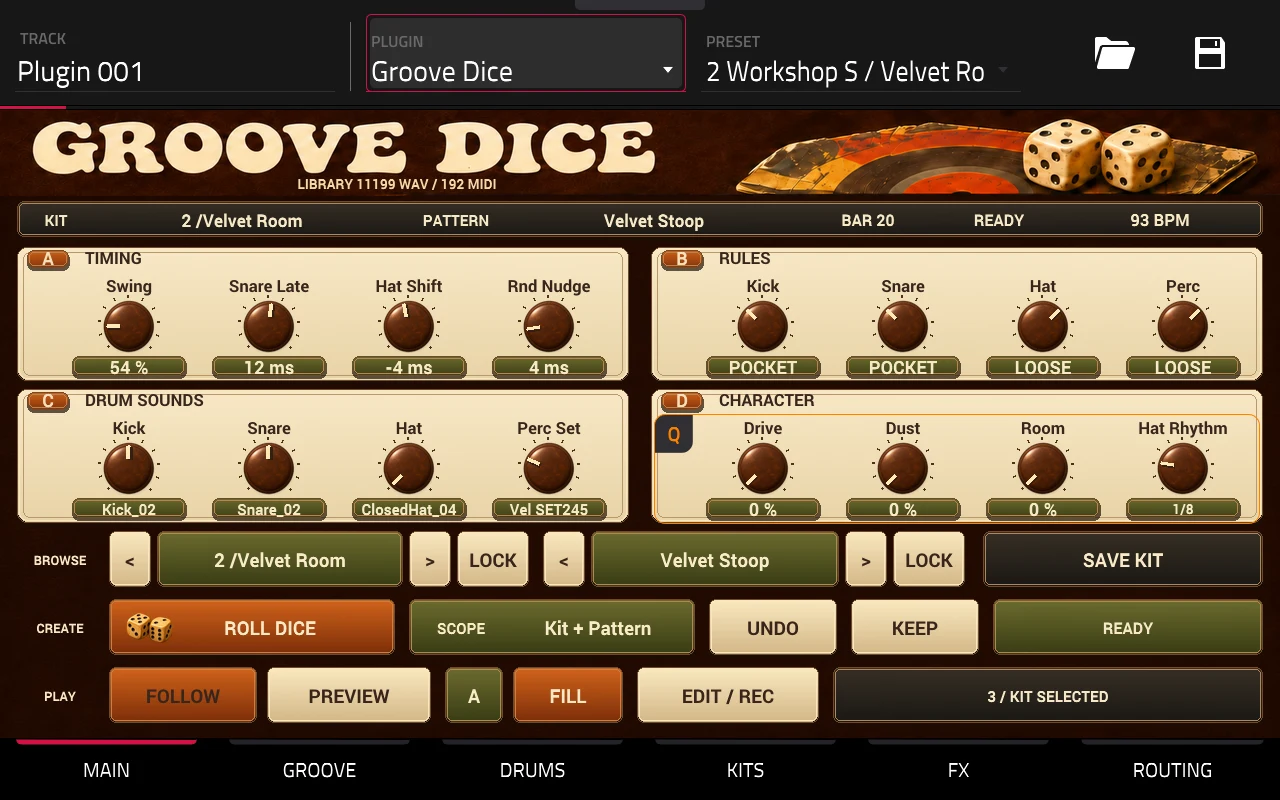 TRACK
Plugin 001
PLUGIN
Groove Dice
PRESET
2 Workshop S / Velvet Ro
GROOVE DICE
LIBRARY 11199 WAV / 192 MIDI
KIT 2 /Velvet Room PATTERN Velvet Stoop BAR 20 READY 93 BPM
A TIMING
Swing Snare Late Hat Shift Rnd Nudge
54 % 12 ms -4 ms 4 ms
B RULES
Kick Snare Hat Perc
POCKET POCKET LOOSE LOOSE
C DRUM SOUNDS
Kick Snare Hat Perc Set
Kick_02 Snare_02 ClosedHat_04 Vel SET245
D CHARACTER
Q
Drive Dust Room Hat Rhythm
0 % 0 % 0 % 1/8
BROWSE < 2 /Velvet Room > LOCK < Velvet Stoop > LOCK SAVE KIT
CREATE ROLL DICE SCOPE Kit + Pattern UNDO KEEP READY
PLAY FOLLOW PREVIEW A FILL EDIT / REC 3 / KIT SELECTED
MAIN GROOVE DRUMS KITS FX ROUTING